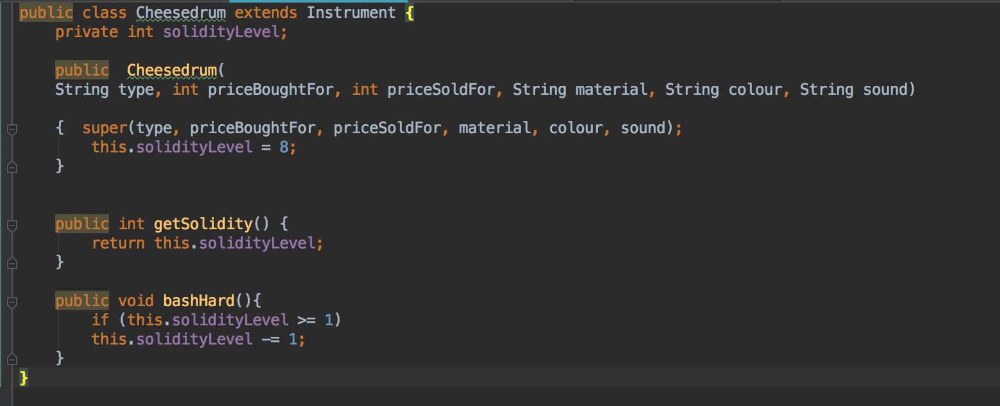 public class Cheesedrum extends Instrument {
    private int solidityLevel;

    public  Cheesedrum(
    String type, int priceBoughtFor, int priceSoldFor, String material, String colour, String sound)

    {  super(type, priceBoughtFor, priceSoldFor, material, colour, sound);
        this.solidityLevel = 8;
    }


    public int getSolidity() {
        return this.solidityLevel;
    }

    public void bashHard(){
        if (this.solidityLevel >= 1)
        this.solidityLevel -= 1;
    }
}